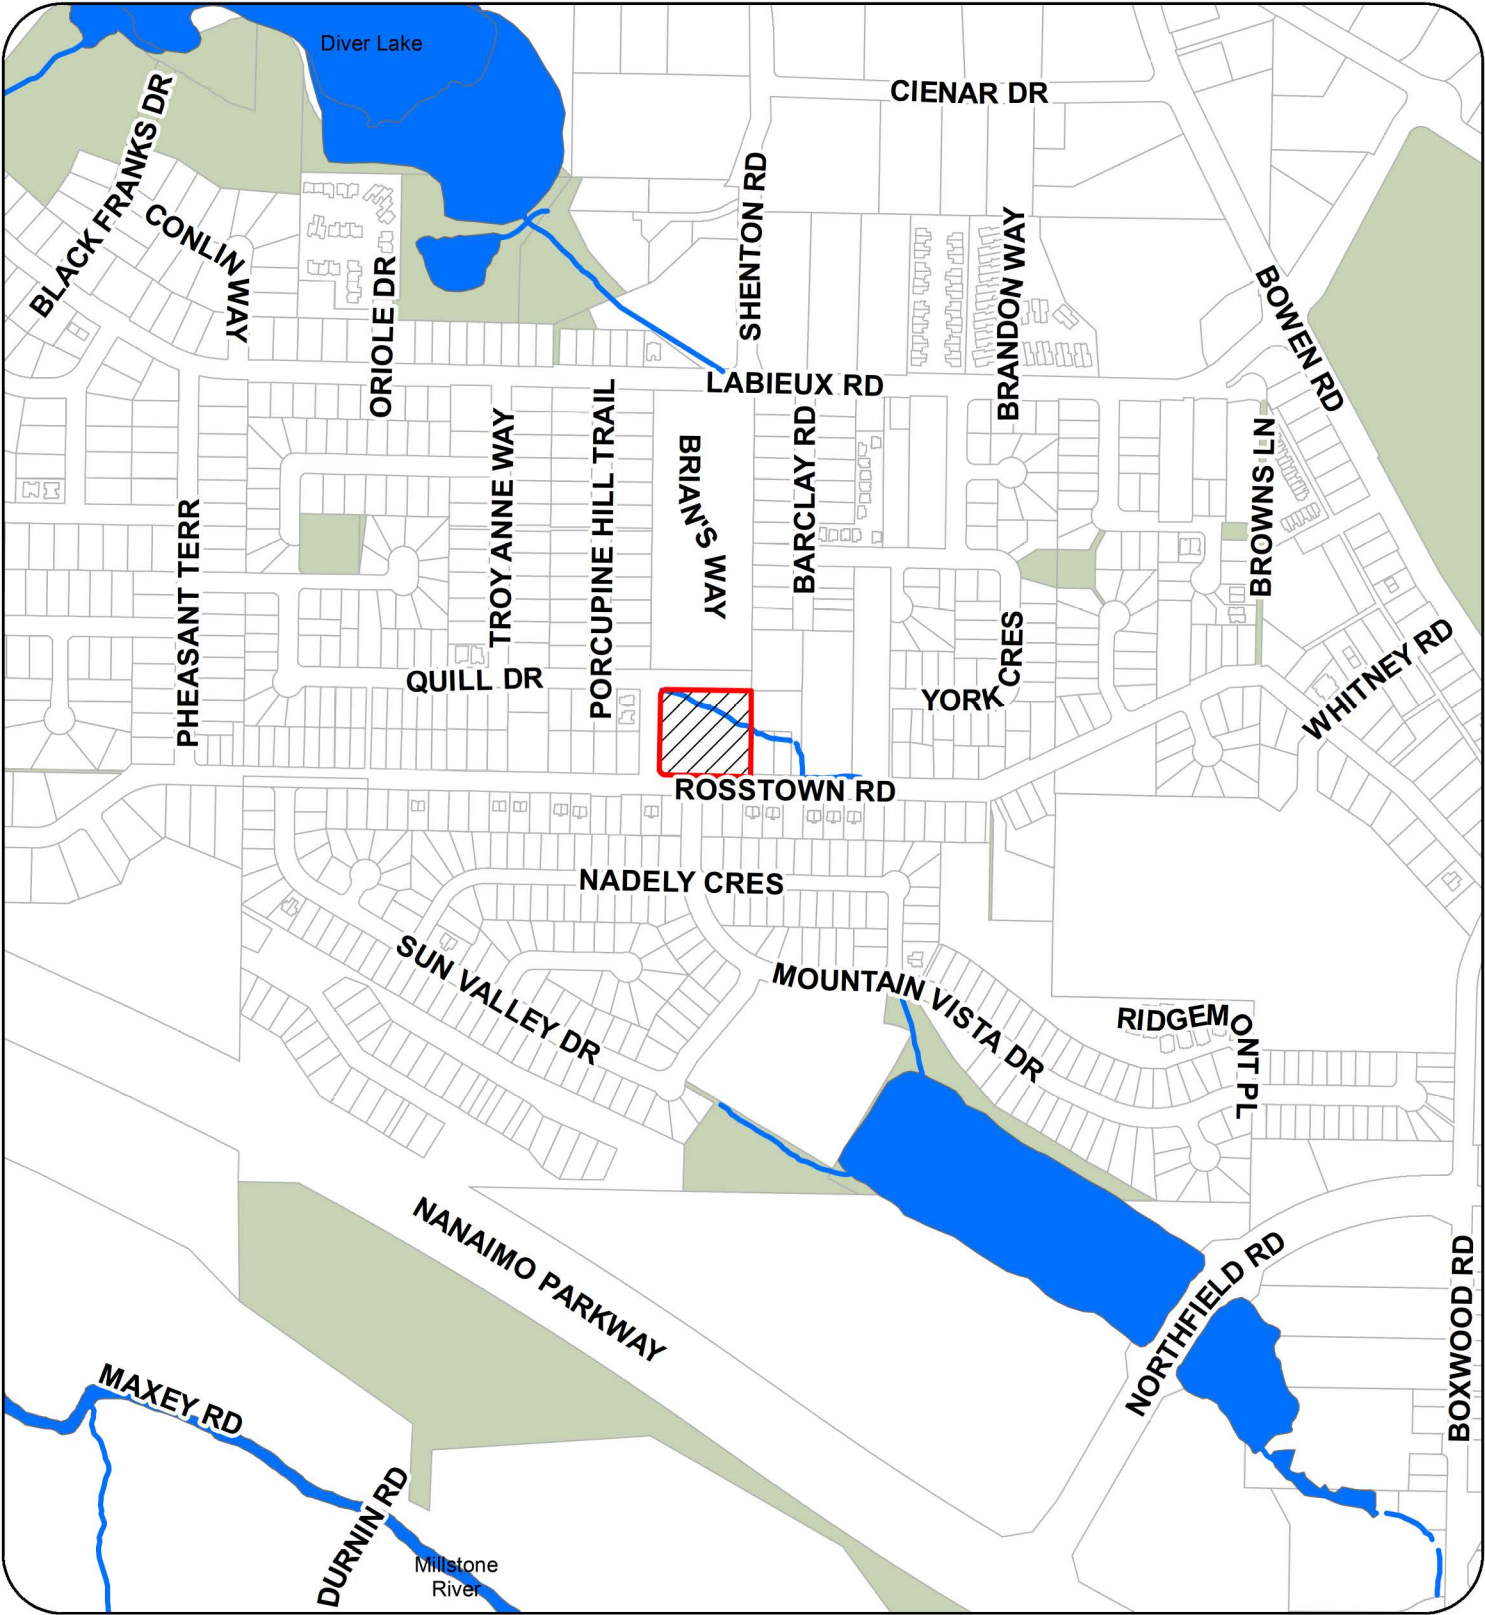 Diver Lake
CIENAR DR
BLACK FRANKS DR
CONLIN WAY
SHENTON RD
BRANDON WAY
ORIOLE DR
BOWEN RD
LABIEUX RD
TROY ANNE WAY
PORCUPINE HILL TRAIL
BRIAN'S WAY
BARCLAY RD
BROWNS LN
PHEASANT TERR
QUILL DR
YORK CRES
WHITNEY RD
ROSSTOWN RD
NADELY CRES
SUN VALLEY DR
MOUNTAIN VISTA DR
RIDGEMONT PL
NANAIMO PARKWAY
NORTHFIELD RD
BOXWOOD RD
MAXEY RD
DURNIN RD
Millstone
River